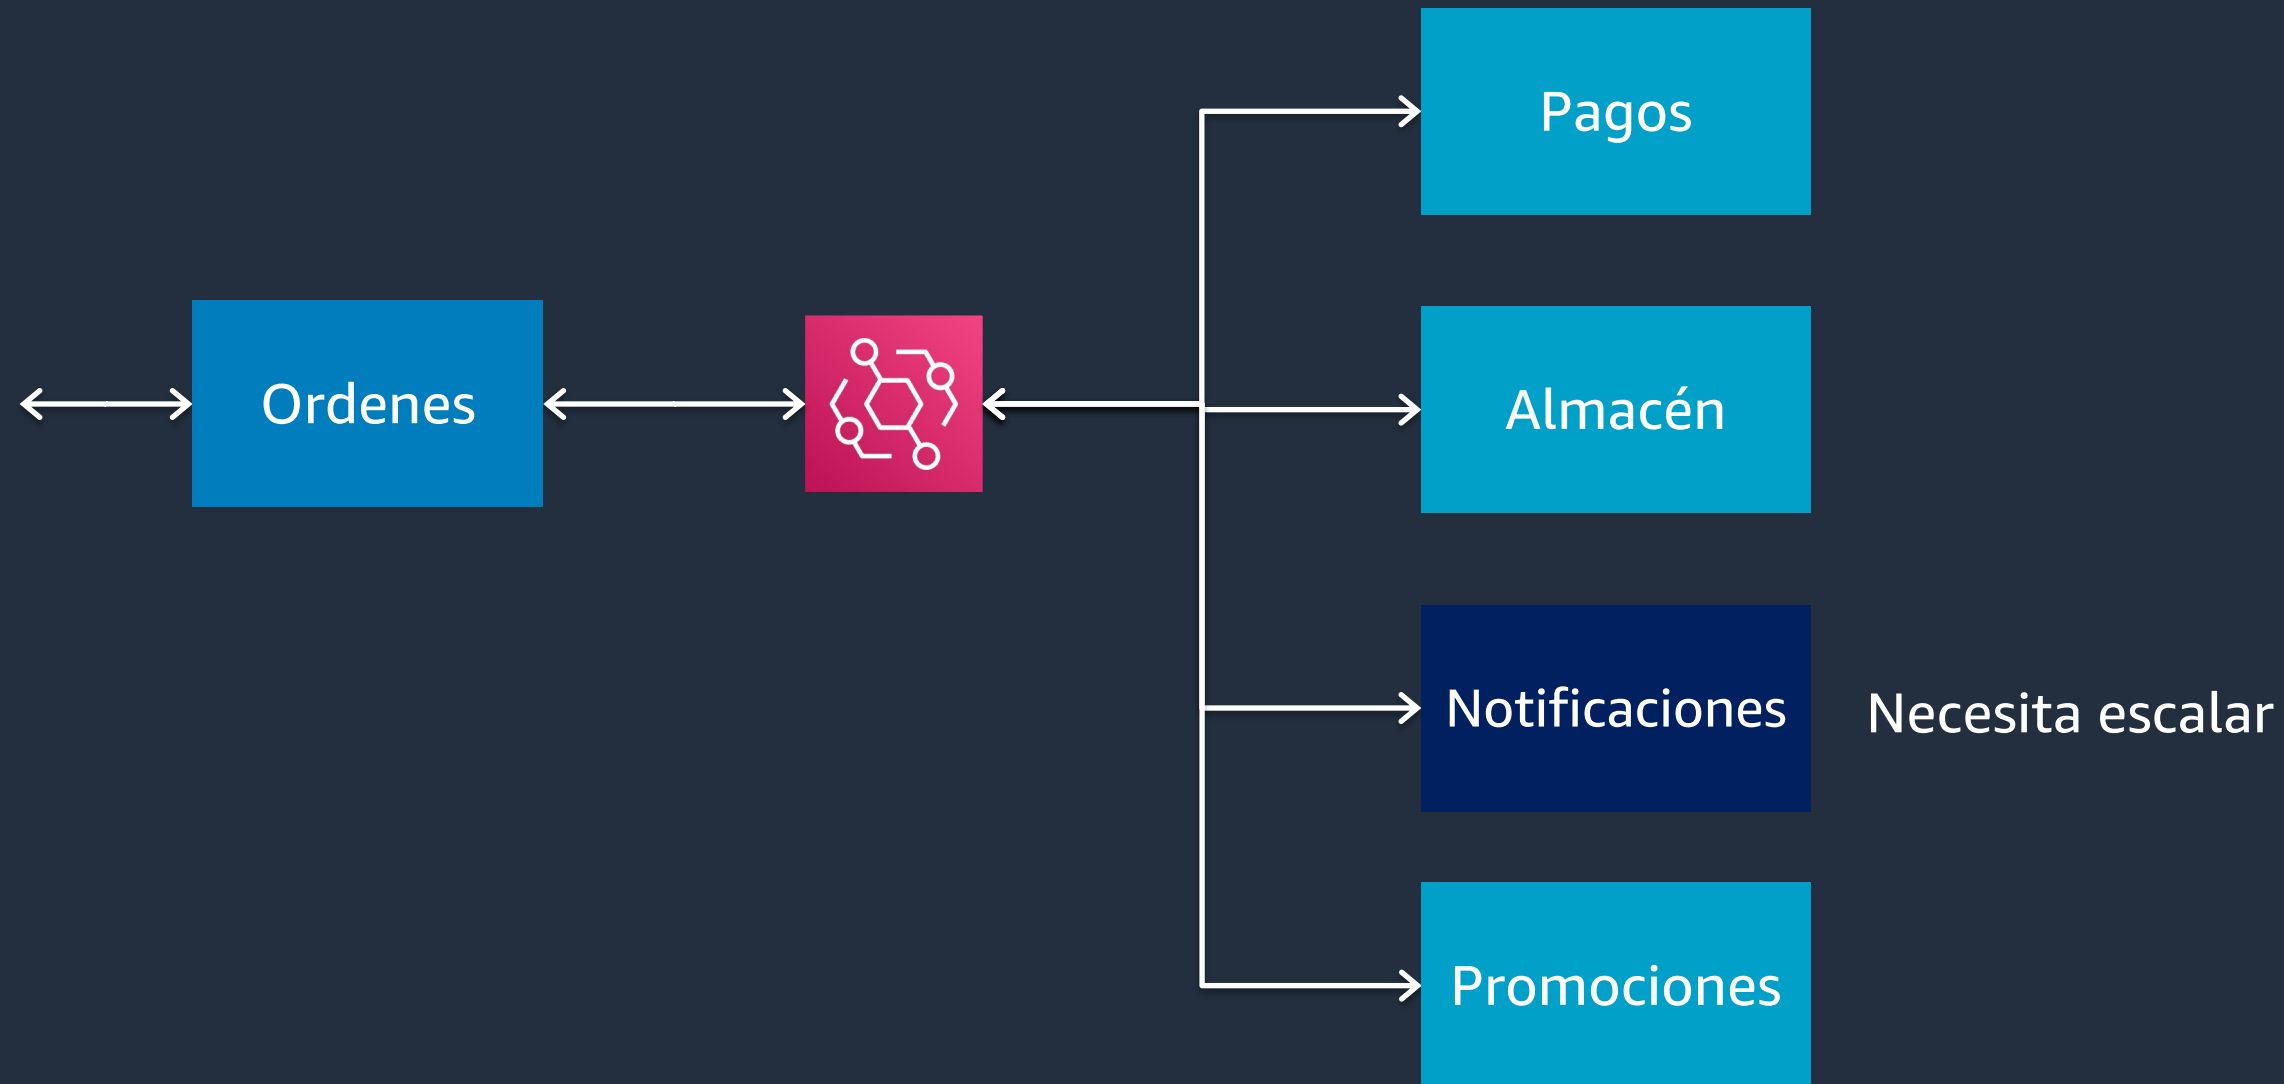 Pagos
Ordenes
Almacén
Notificaciones
Necesita escalar
Promociones